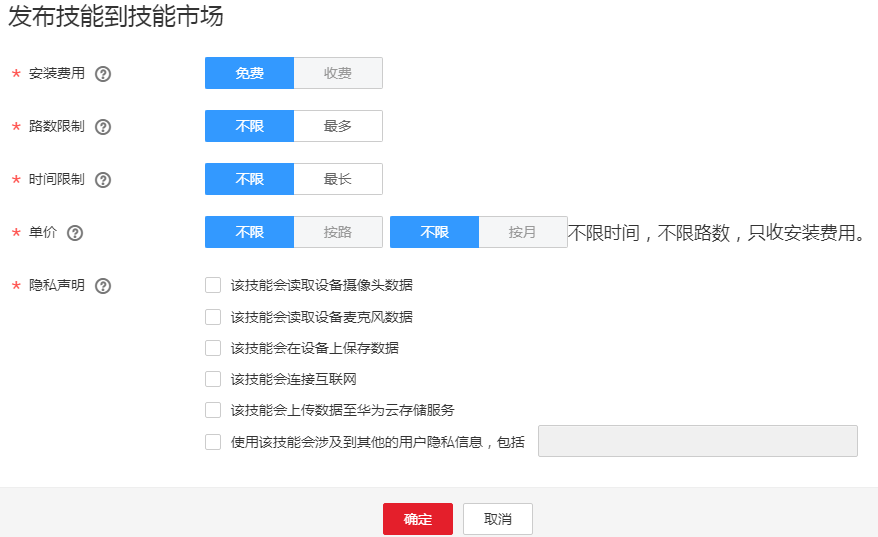 发布技能到技能市场
* 安装费用 ? 免费 收费
* 路数限制 ? 不限 最多
* 时间限制 ? 不限 最长
* 单价 ? 不限 按路 不限 按月 不限时间，不限路数，只收安装费用。
* 隐私声明 ? 该技能会读取设备摄像头数据
该技能会读取设备麦克风数据
该技能会在设备上保存数据
该技能会连接互联网
该技能会上传数据至华为云存储服务
使用该技能会涉及到其他的用户隐私信息，包括
确定 取消